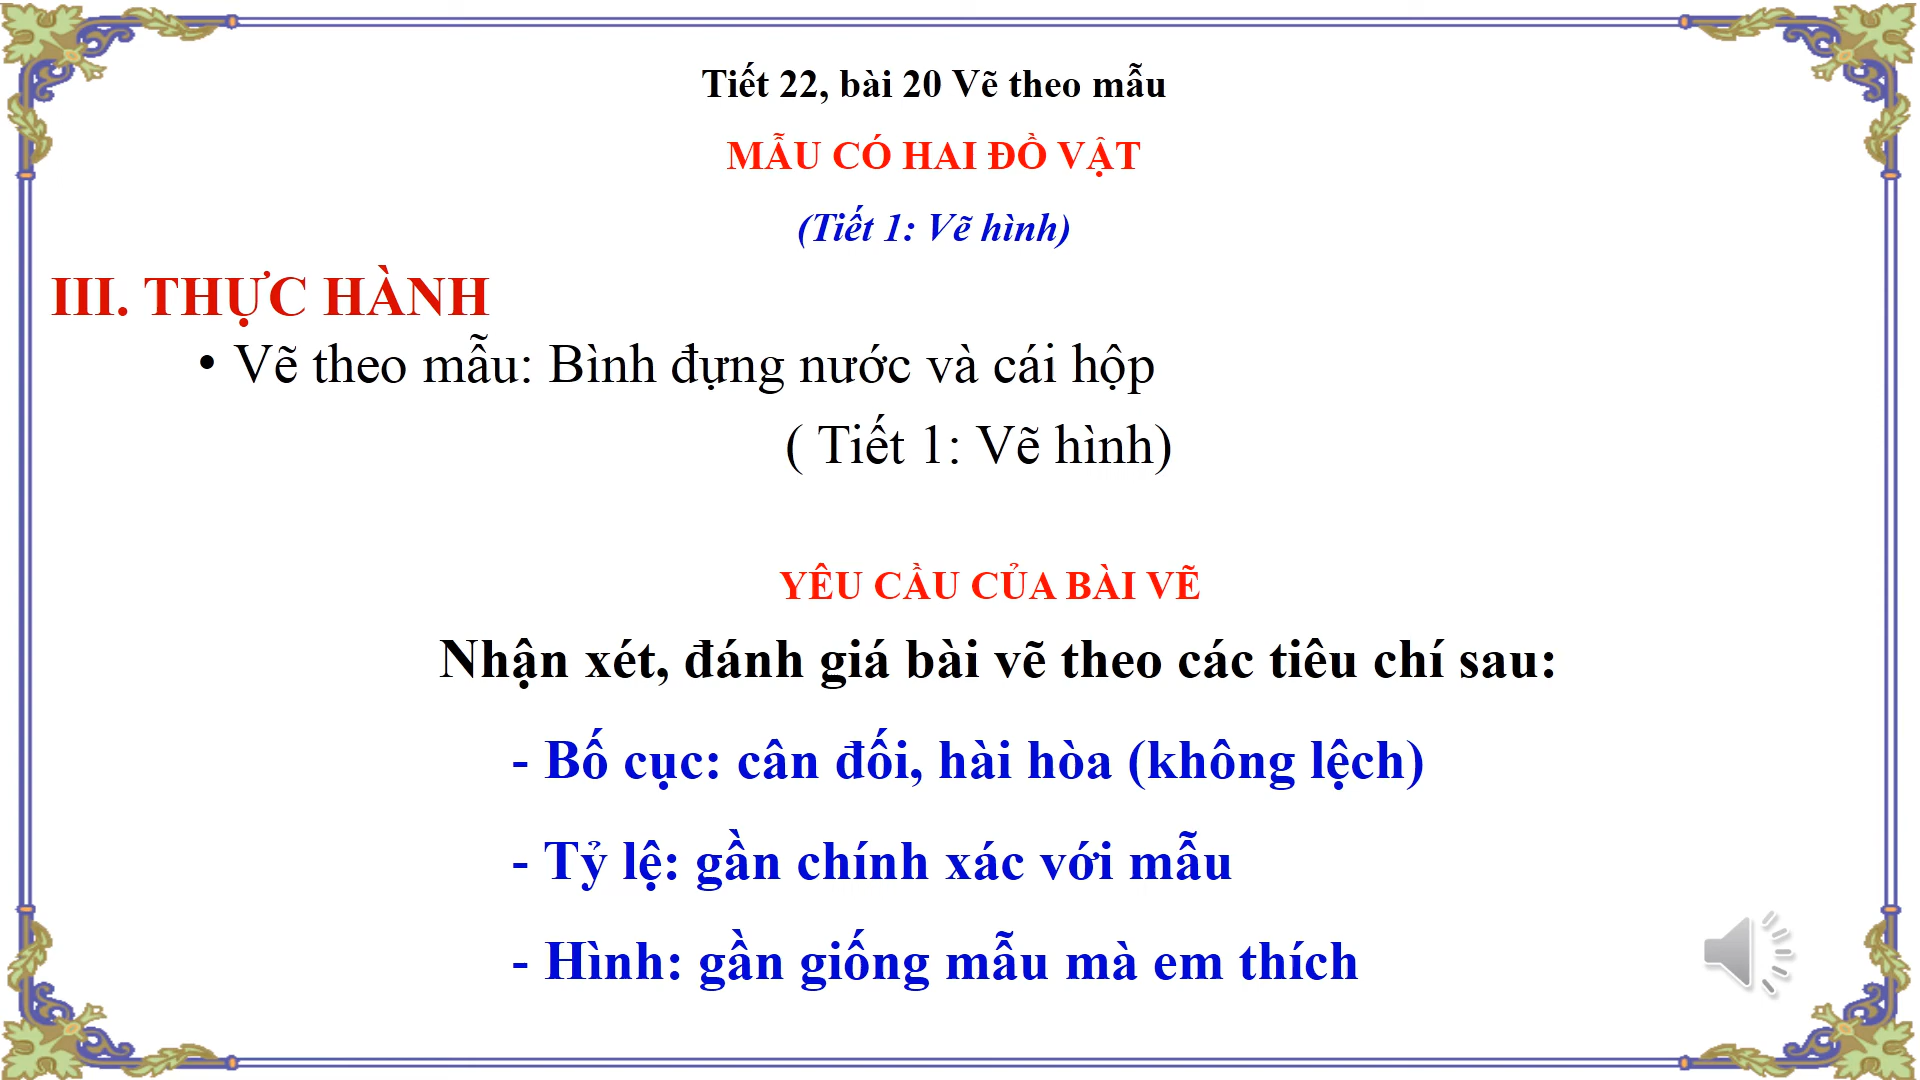 Tiết 22, bài 20 Vẽ theo mẫu
MẪU CÓ HAI ĐỒ VẬT
(Tiết 1: Vẽ hình)
III. THỰC HÀNH
• Vẽ theo mẫu: Bình đựng nước và cái hộp
( Tiết 1: Vẽ hình)
YÊU CẦU CỦA BÀI VẼ
Nhận xét, đánh giá bài vẽ theo các tiêu chí sau:
- Bố cục: cân đối, hài hòa (không lệch)
- Tỷ lệ: gần chính xác với mẫu
- Hình: gần giống mẫu mà em thích